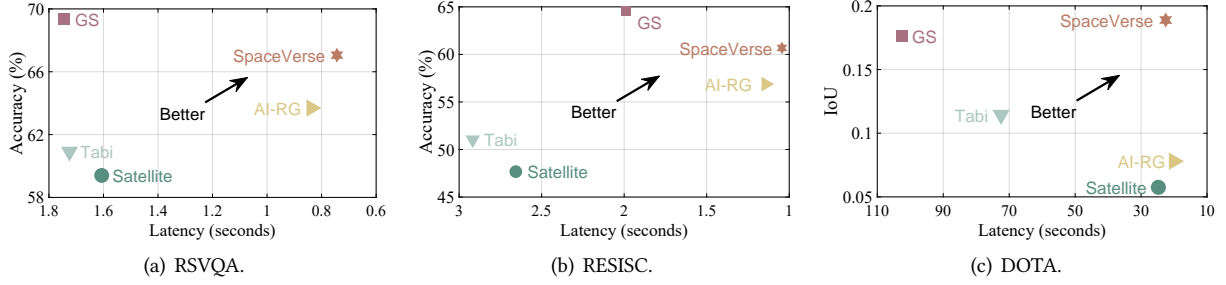 70
66
62
58
Accuracy (%)
GS
SpaceVerse
AI-RG
Better
Tabi
Satellite
1.8 1.6 1.4 1.2 1 0.8 0.6
Latency (seconds)
(a) RSVQA.
65
60
55
50
45
Accuracy (%)
GS
SpaceVerse
AI-RG
Better
Tabi
Satellite
3 2.5 2 1.5 1
Latency (seconds)
(b) RESISC.
0.2
0.15
0.1
0.05
IoU
SpaceVerse
GS
Better
Tabi
AI-RG
Satellite
110 90 70 50 30 10
Latency (seconds)
(c) DOTA.